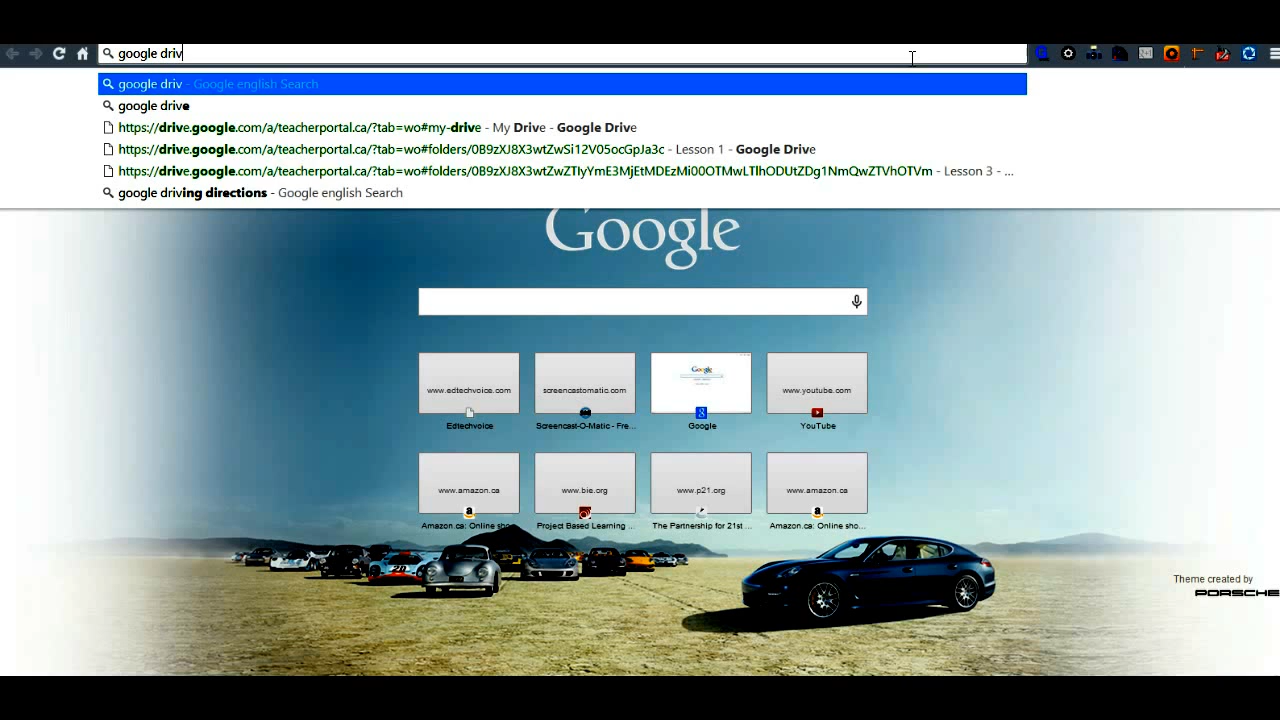 google driv
google driv - Google english Search
google drive
https://drive.google.com/a/teacherportal.ca/?tab=wo#my-drive - My Drive - Google Drive
https://drive.google.com/a/teacherportal.ca/?tab=wo#folders/0B9zXJ8X3wtZwSi12V05ocGpJa3c - Lesson 1 - Google Drive
https://drive.google.com/a/teacherportal.ca/?tab=wo#folders/0B9zXJ8X3wtZwZTIyYmE3MjEtMDEzMi00OTMwLTlhODUtZDg1NmQwZTVhOTVm - Lesson 3 - ...
google driving directions - Google english Search
Google
www.edtechvoice.com screencastomatic.com Google www.youtube.com
Edtechvoice Screencast-O-Matic - Fre... Google YouTube
www.amazon.ca www.bie.org www.p21.org www.amazon.ca
Amazon.ca: Online sho... Project Based Learning ... The Partnership for 21st ... Amazon.ca: Online sho...
20
Theme created by
PORSCHE